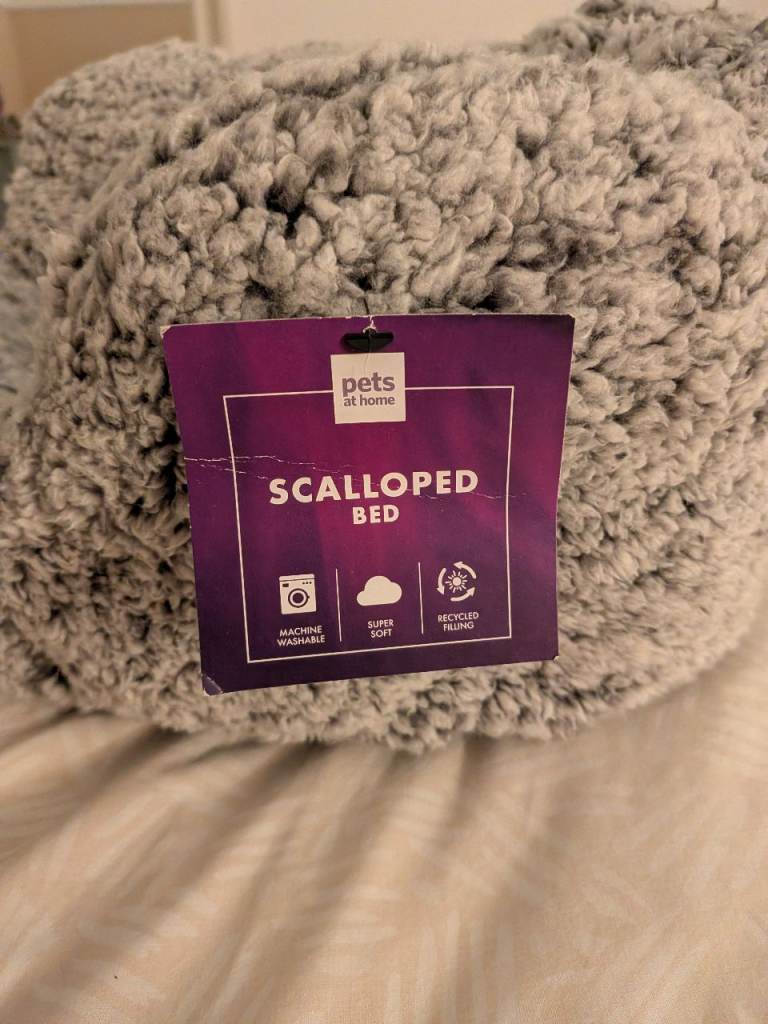 pets
at home
SCALLOPED
BED
MACHINE
WASHABLE
SUPER
SOFT
RECYCLED
FILLING